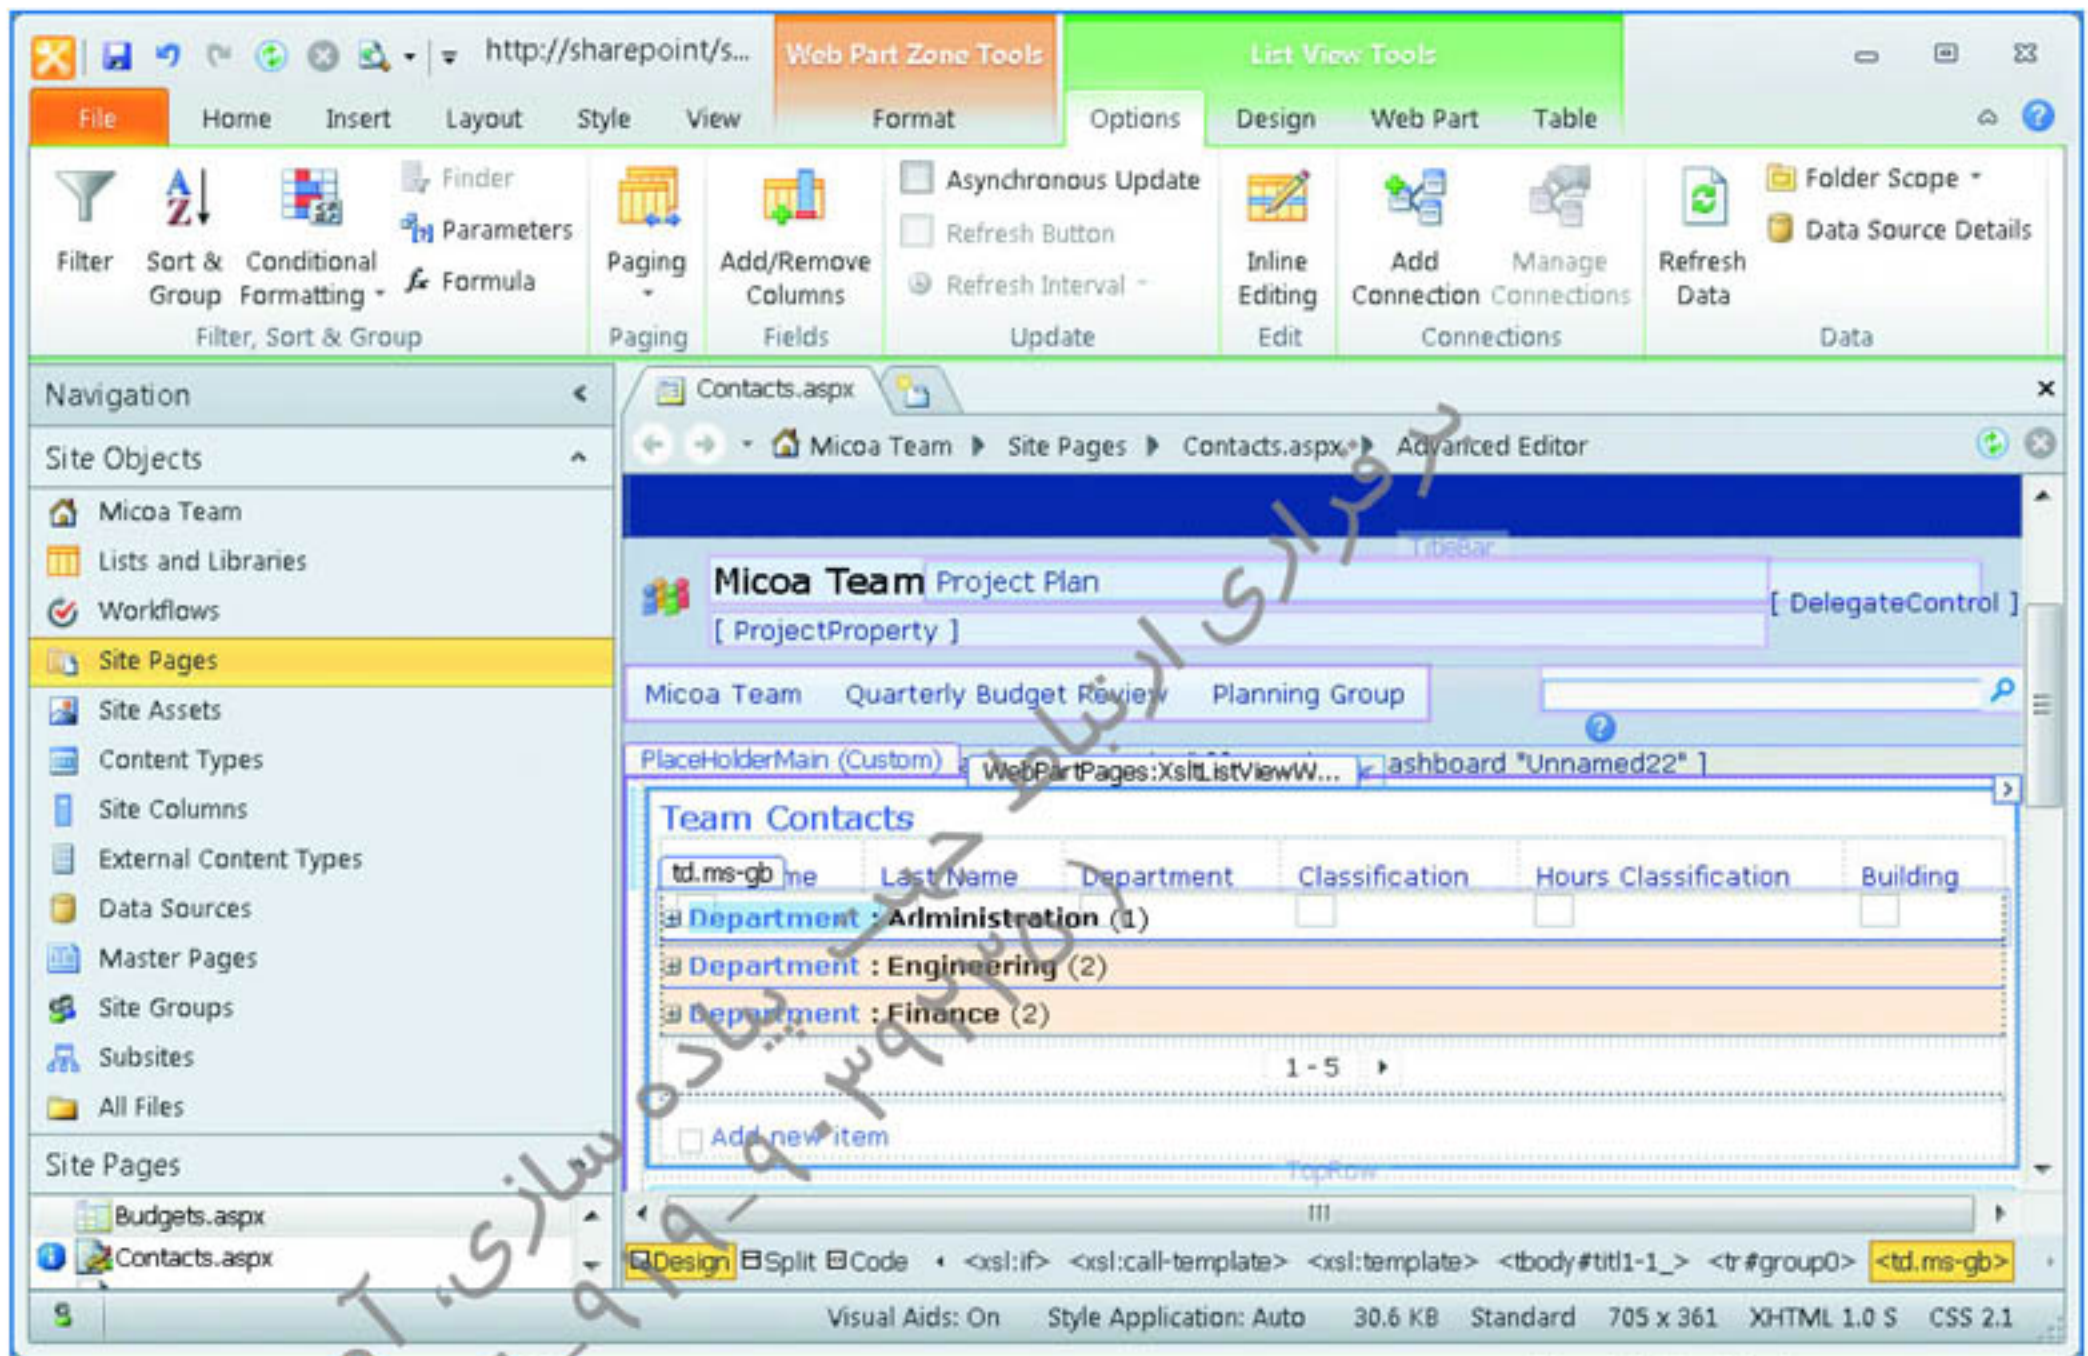 http://sharepoint/s...
Web Part Zone Tools
List View Tools
File Home Insert Layout Style View Format Options Design Web Part Table
Filter
Sort & Group
Conditional Formatting
Finder
Parameters
Formula
Filter, Sort & Group
Paging
Paging
Add/Remove Columns
Fields
Asynchronous Update
Refresh Button
Refresh Interval
Update
Inline Editing
Edit
Add Connection
Manage Connections
Connections
Refresh Data
Folder Scope
Data Source Details
Data
Navigation
Site Objects
Micoa Team
Lists and Libraries
Workflows
Site Pages
Site Assets
Content Types
Site Columns
External Content Types
Data Sources
Master Pages
Site Groups
Subsites
All Files
Site Pages
Budgets.aspx
Contacts.aspx
Contacts.aspx
Micoa Team Site Pages Contacts.aspx Advanced Editor
TitleBar
Micoa Team Project Plan
[ DelegateControl ]
[ ProjectProperty ]
Micoa Team Quarterly Budget Review Planning Group
PlaceHolderMain (Custom) WebPartPages:XsltListViewW... ashboard "Unnamed22" ]
Team Contacts
td.ms-gb me Last Name Department Classification Hours Classification Building
Department : Administration (1)
Department : Engineering (2)
Department : Finance (2)
1 - 5
Add new item
TopRow
Design Split Code <xsl:if> <xsl:call-template> <xsl:template> <tbody#titl1-1_> <tr#group0> <td.ms-gb>
Visual Aids: On Style Application: Auto 30.6 KB Standard 705 x 361 XHTML 1.0 S CSS 2.1
برقراری ارتباط جهت پیاده سازی،